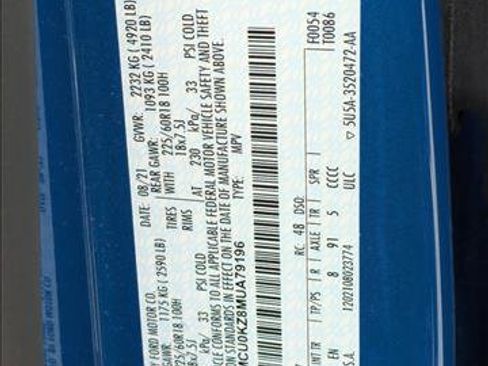 Y FORD MOTOR CO. DATE: 08/21 GVWR: 2232 KG ( 4920 LB)
1175 KG ( 2590 LB) REAR GAWR: 1093 KG ( 2410 LB)
225/60R18 100H TIRES WITH 225/60R18 100H
18x7.5J RIMS 18x7.5J
kPa/ 33 PSI COLD AT 230 kPa/ 33 PSI COLD
CONFORMS TO ALL APPLICABLE FEDERAL MOTOR VEHICLE SAFETY AND THEFT
ON STANDARDS IN EFFECT ON THE DATE OF MANUFACTURE SHOWN ABOVE.
MCU0KZ8MUA79196 TYPE: MPV
F0054
T0086
RC: 48 DSO:
INT TR TP/PS R AXLE TR SPR
EN 8 91 5 CCCC
S.A. 1202108023774 ULC ▽ 5U5A-3520472-AA